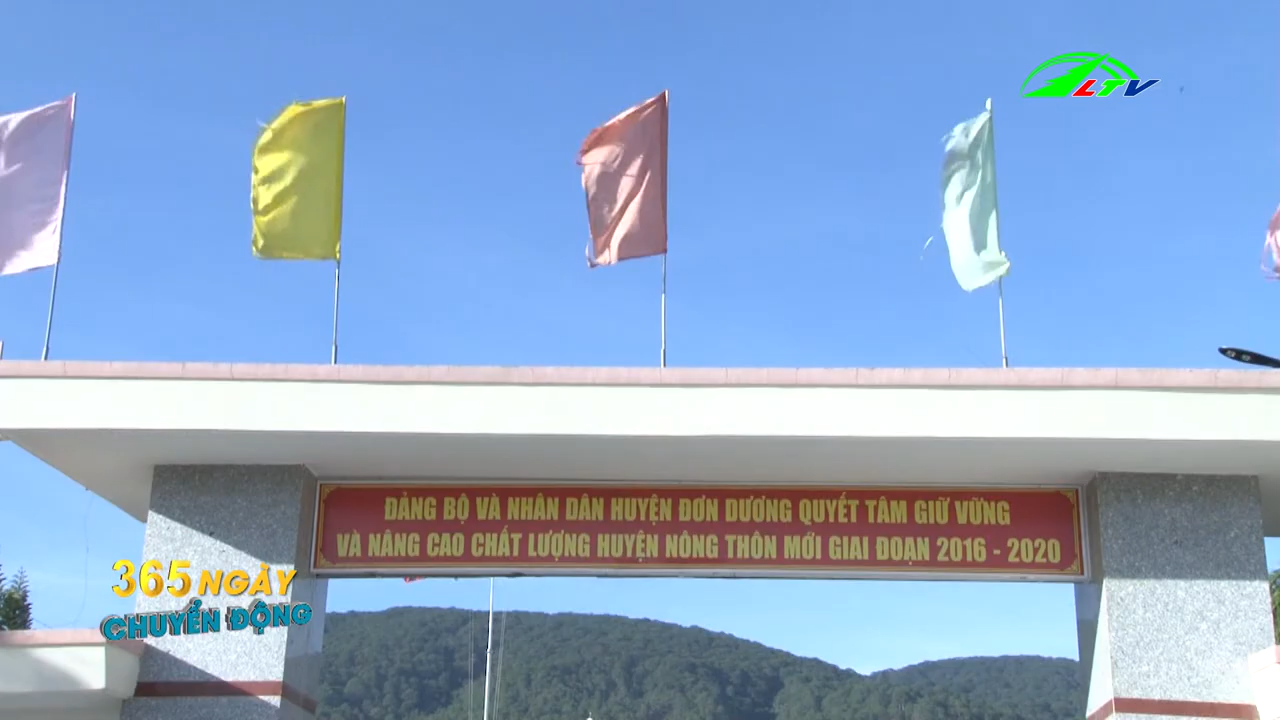 LTV
ĐẢNG BỘ VÀ NHÂN DÂN HUYỆN ĐƠN DƯƠNG QUYẾT TÂM GIỮ VỮNG
VÀ NÂNG CAO CHẤT LƯỢNG HUYỆN NÔNG THÔN MỚI GIAI ĐOẠN 2016 - 2020
365 NGÀY
CHUYỂN ĐỘNG